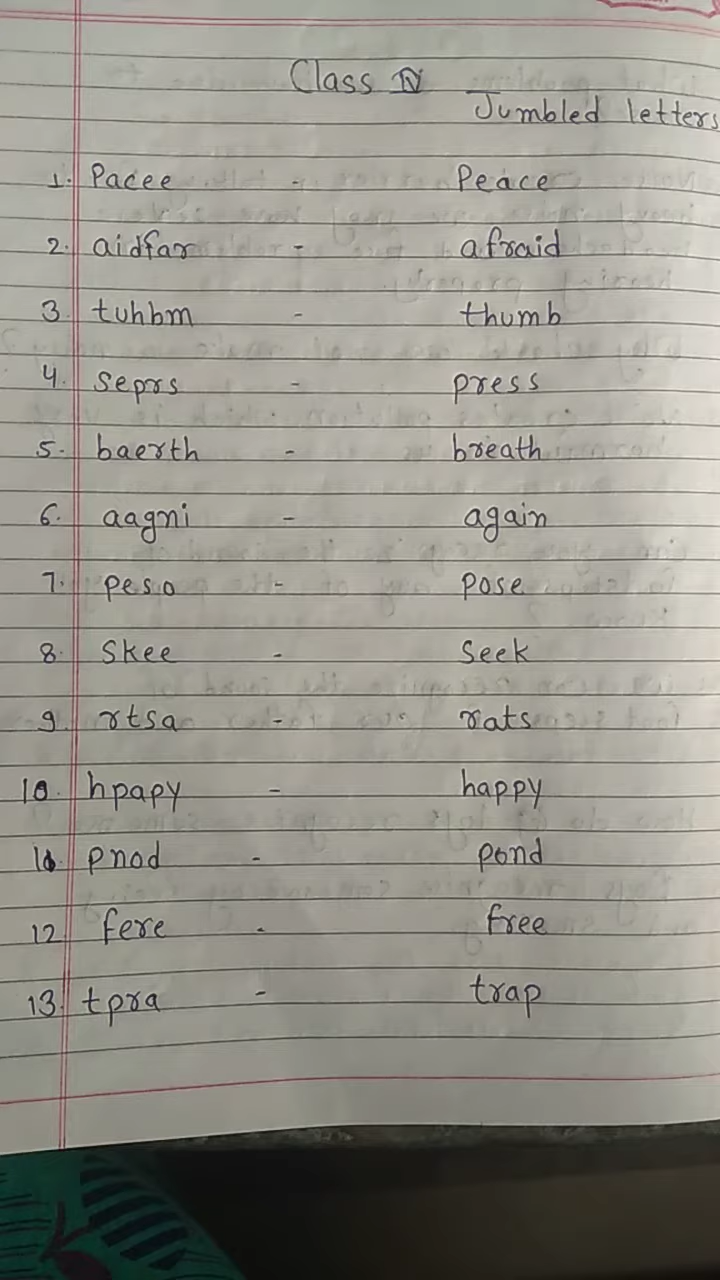 Class IV
Jumbled letters
1. Pacee - Peace
2. aidfar - afraid
3. tuhbm - thumb
4. Seprs - press
5. baerth - breath
6. aagni - again
7. peso - pose
8. Skee - Seek
9. rtsa - rats
10. hpapy - happy
11. pnod - pond
12. fere - free
13. tpra - trap